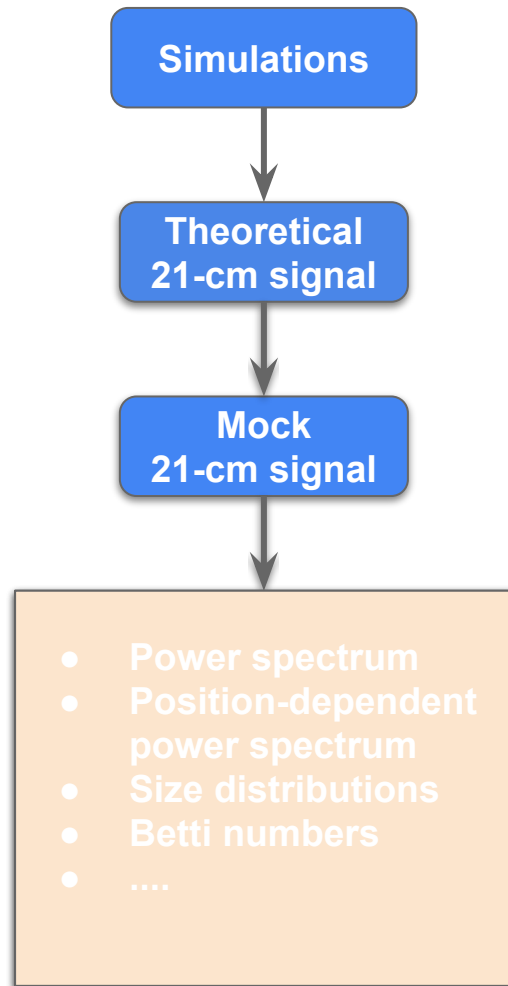 Simulations
Theoretical
21-cm signal
Mock
21-cm signal
● Power spectrum
● Position-dependent
power spectrum
● Size distributions
● Betti numbers
● ....